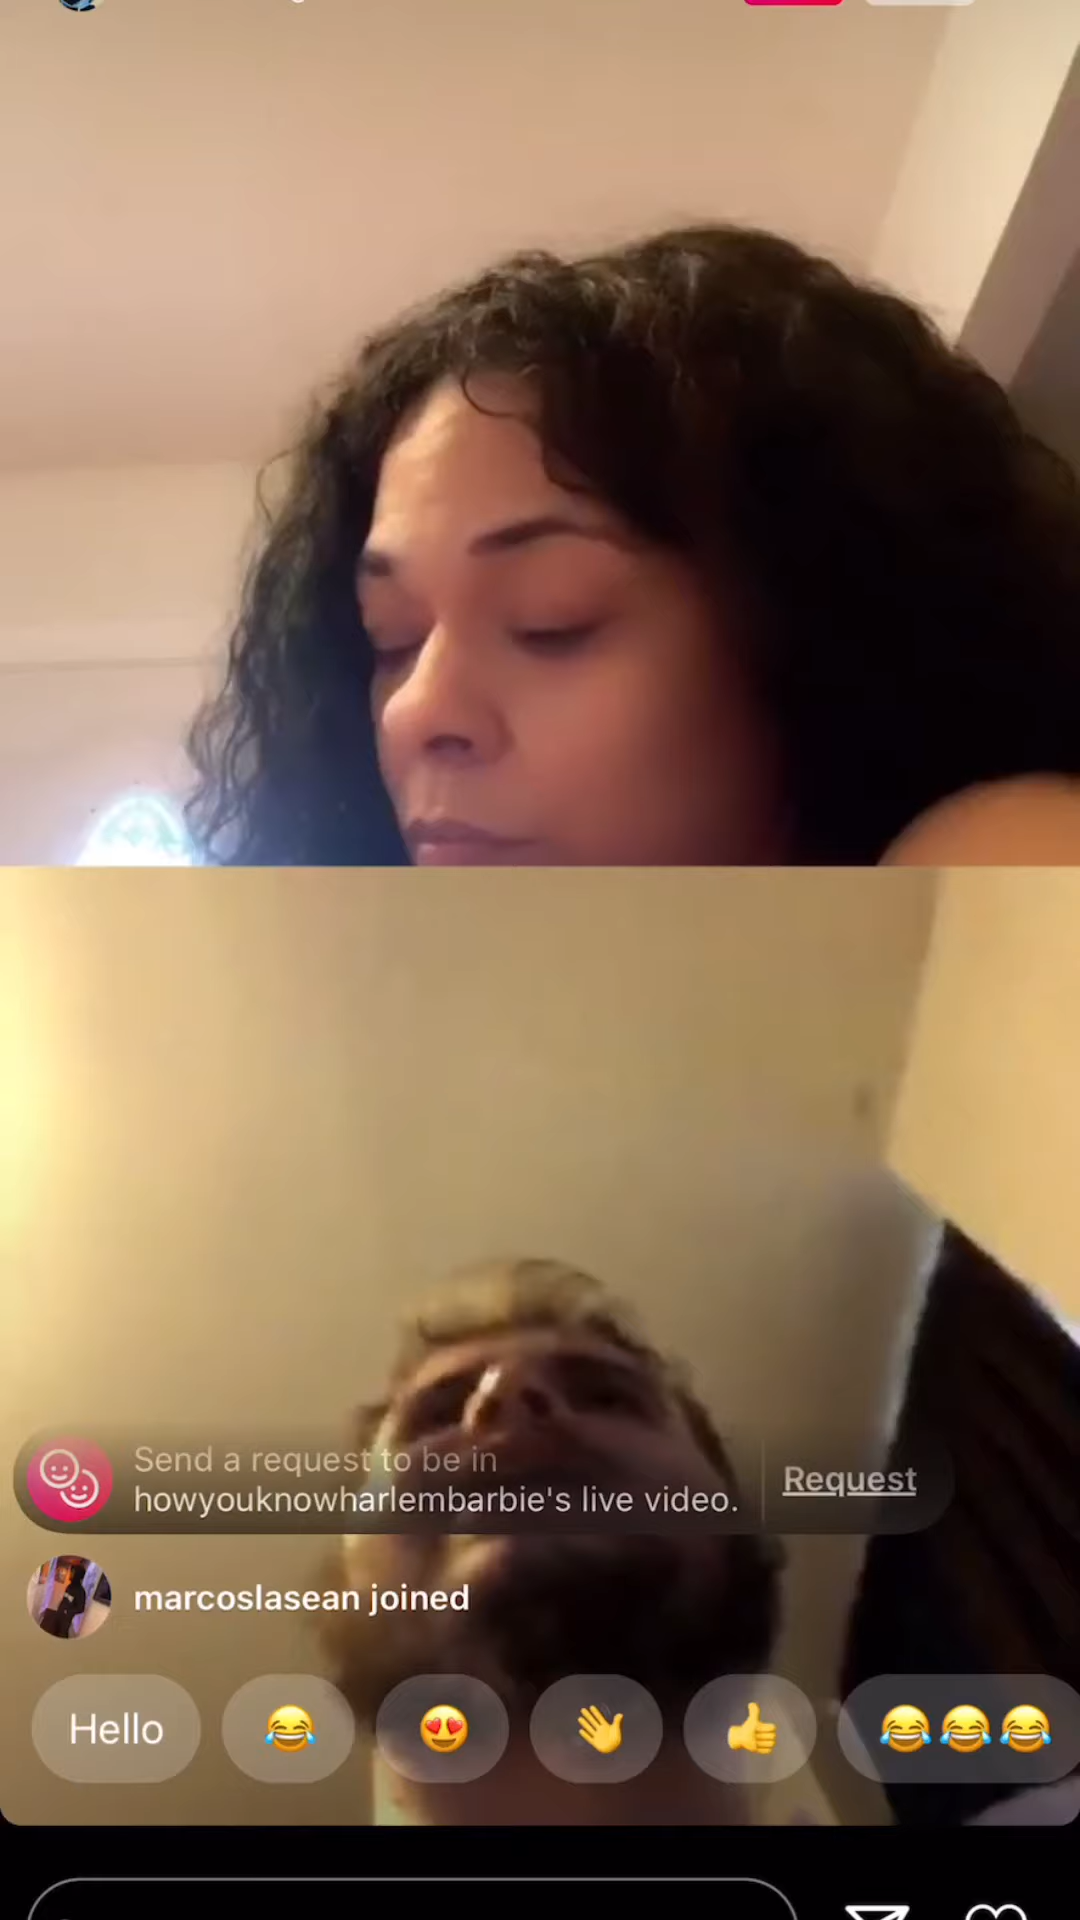 Send a request to be in
howyouknowharlembarbie's live video.
Request
marcoslasean joined
Hello